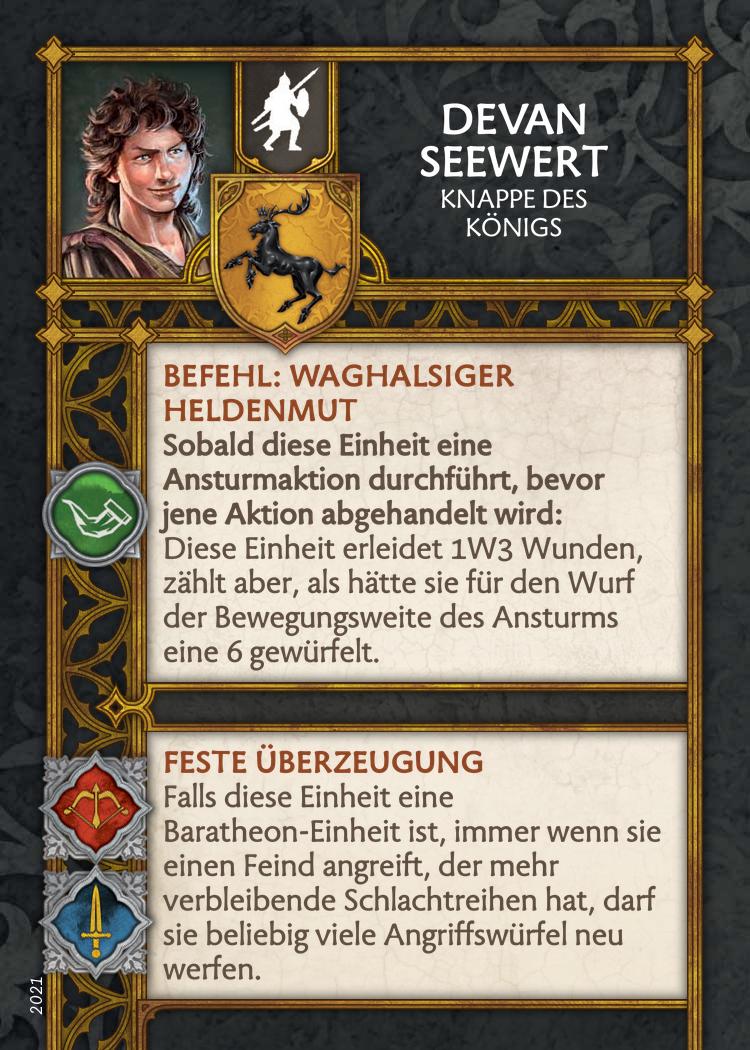 DEVAN
SEEWERT
KNAPPE DES
KÖNIGS
BEFEHL: WAGHALSIGER
HELDENMUT
Sobald diese Einheit eine
Ansturmaktion durchführt, bevor
jene Aktion abgehandelt wird:
Diese Einheit erleidet 1W3 Wunden,
zählt aber, als hätte sie für den Wurf
der Bewegungsweite des Ansturms
eine 6 gewürfelt.
FESTE ÜBERZEUGUNG
Falls diese Einheit eine
Baratheon-Einheit ist, immer wenn sie
einen Feind angreift, der mehr
verbleibende Schlachtreihen hat, darf
sie beliebig viele Angriffswürfel neu
werfen.
2021